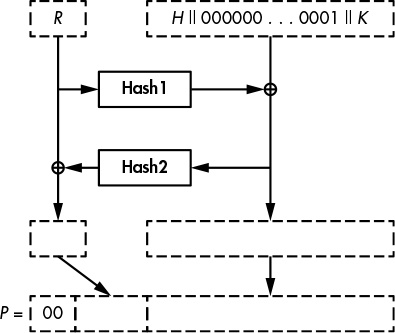 R
H || 000000 . . . 0001 || K
Hash1
Hash2
P = 00